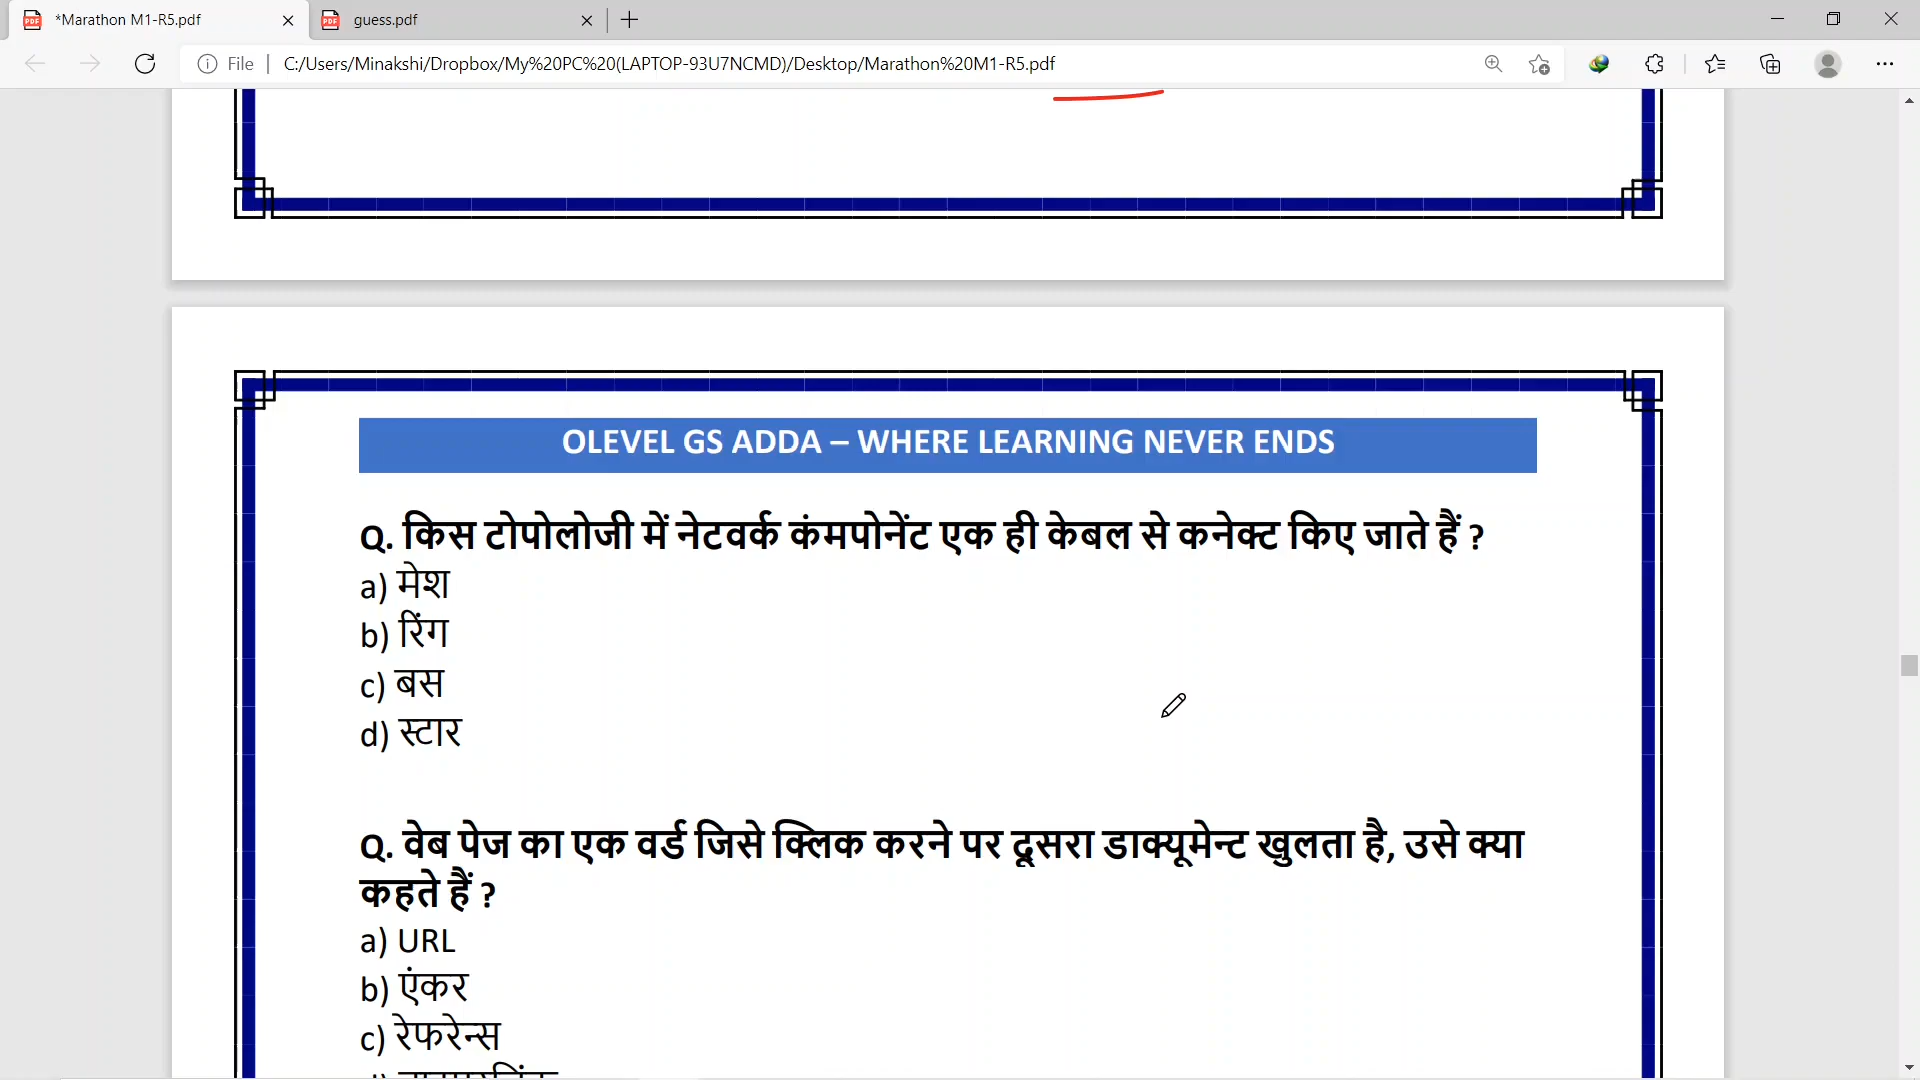 *Marathon M1-R5.pdf
guess.pdf
File
C:/Users/Minakshi/Dropbox/My%20PC%20(LAPTOP-93U7NCMD)/Desktop/Marathon%20M1-R5.pdf
OLEVEL GS ADDA – WHERE LEARNING NEVER ENDS
Q. किस टोपोलोजी में नेटवर्क कंमपोनेंट एक ही केबल से कनेक्ट किए जाते हैं ?
a) मेश
b) रिंग
c) बस
d) स्टार
Q. वेब पेज का एक वर्ड जिसे क्लिक करने पर दूसरा डाक्यूमेन्ट खुलता है, उसे क्या
कहते हैं ?
a) URL
b) एंकर
c) रेफरेन्स